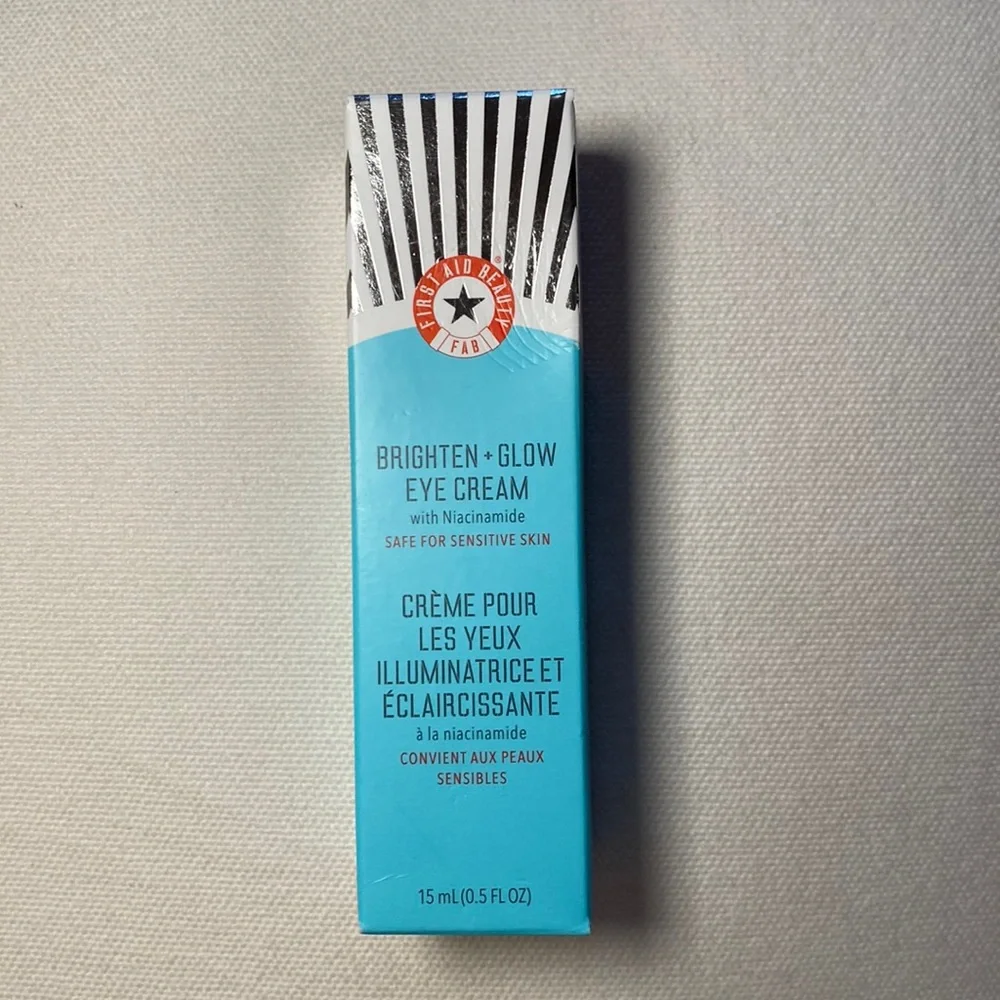 FIRST AID BEAUTY®
FAB
BRIGHTEN + GLOW
EYE CREAM
with Niacinamide
SAFE FOR SENSITIVE SKIN
CRÈME POUR
LES YEUX
ILLUMINATRICE ET
ÉCLAIRCISSANTE
à la niacinamide
CONVIENT AUX PEAUX
SENSIBLES
15 mL (0.5 FL OZ)